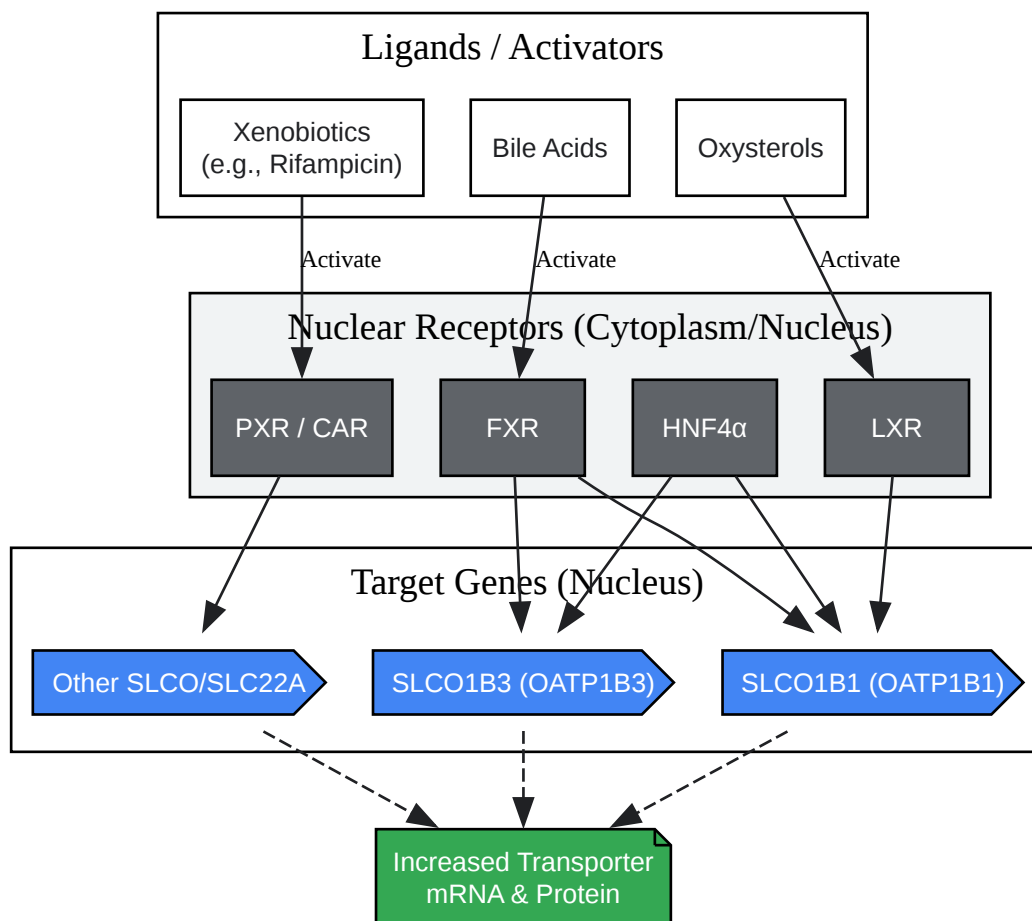 Ligands / Activators
Xenobiotics
(e.g., Rifampicin)
Bile Acids
Oxysterols
Activate
Activate
Activate
Nuclear Receptors (Cytoplasm/Nucleus)
PXR / CAR
FXR
HNF4α
LXR
Target Genes (Nucleus)
Other SLCO/SLC22A
SLCO1B3 (OATP1B3)
SLCO1B1 (OATP1B1)
Increased Transporter
mRNA & Protein